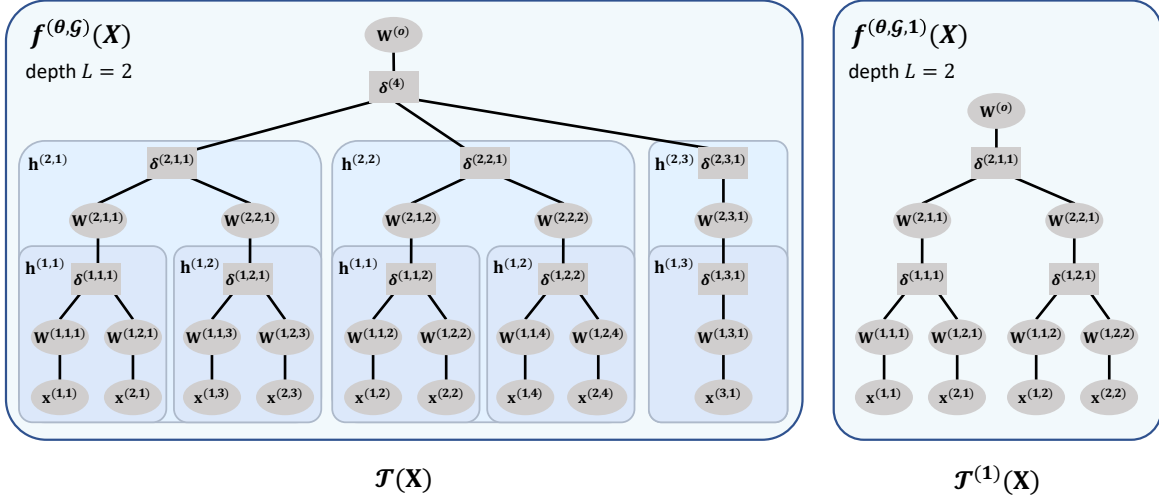 f^(θ,𝒢)(X)
depth L = 2
W^(o)
δ^(4)
h^(2,1)
δ^(2,1,1)
h^(2,2)
δ^(2,2,1)
h^(2,3)
δ^(2,3,1)
W^(2,1,1)
W^(2,2,1)
W^(2,1,2)
W^(2,2,2)
W^(2,3,1)
h^(1,1)
δ^(1,1,1)
h^(1,2)
δ^(1,2,1)
h^(1,1)
δ^(1,1,2)
h^(1,2)
δ^(1,2,2)
h^(1,3)
δ^(1,3,1)
W^(1,1,1)
W^(1,2,1)
W^(1,1,3)
W^(1,2,3)
W^(1,1,2)
W^(1,2,2)
W^(1,1,4)
W^(1,2,4)
W^(1,3,1)
x^(1,1)
x^(2,1)
x^(1,3)
x^(2,3)
x^(1,2)
x^(2,2)
x^(1,4)
x^(2,4)
x^(3,1)
𝒯(X)
f^(θ,𝒢,1)(X)
depth L = 2
W^(o)
δ^(2,1,1)
W^(2,1,1)
W^(2,2,1)
δ^(1,1,1)
δ^(1,2,1)
W^(1,1,1)
W^(1,2,1)
W^(1,1,2)
W^(1,2,2)
x^(1,1)
x^(2,1)
x^(1,2)
x^(2,2)
𝒯^(1)(X)